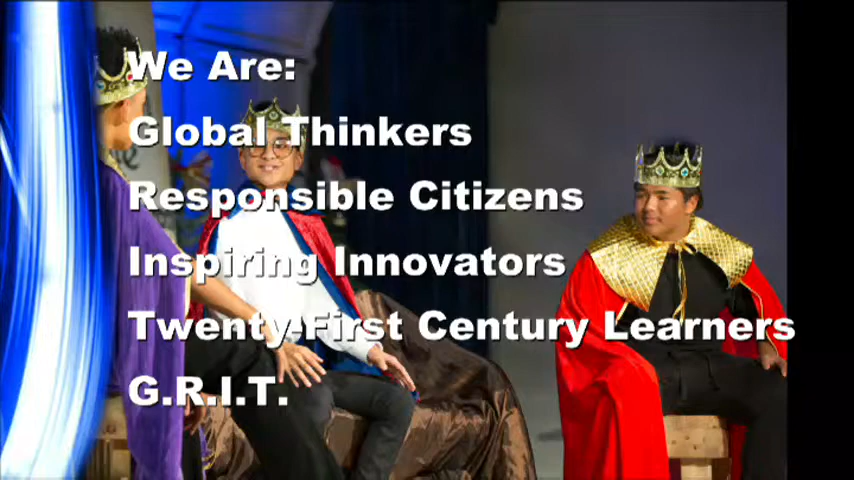 We Are:
Global Thinkers
Responsible Citizens
Inspiring Innovators
Twenty-First Century Learners
G.R.I.T.